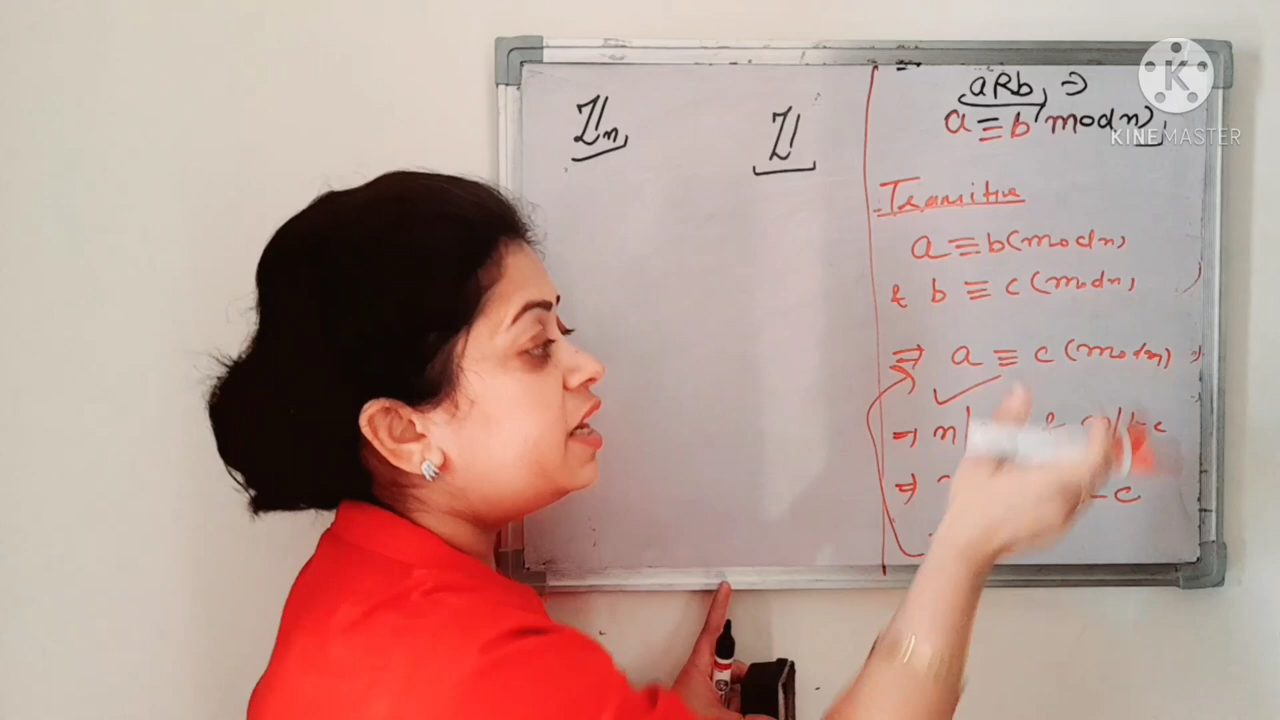 ℤn,
ℤ
aRb, ⇒
a ≡ b (mod n),
KINEMASTER
Transitive
a ≡ b (mod n)
& b ≡ c (mod n)
⇒ a ≡ c (mod n)
⇒ n| & n|b-c
⇒ -c